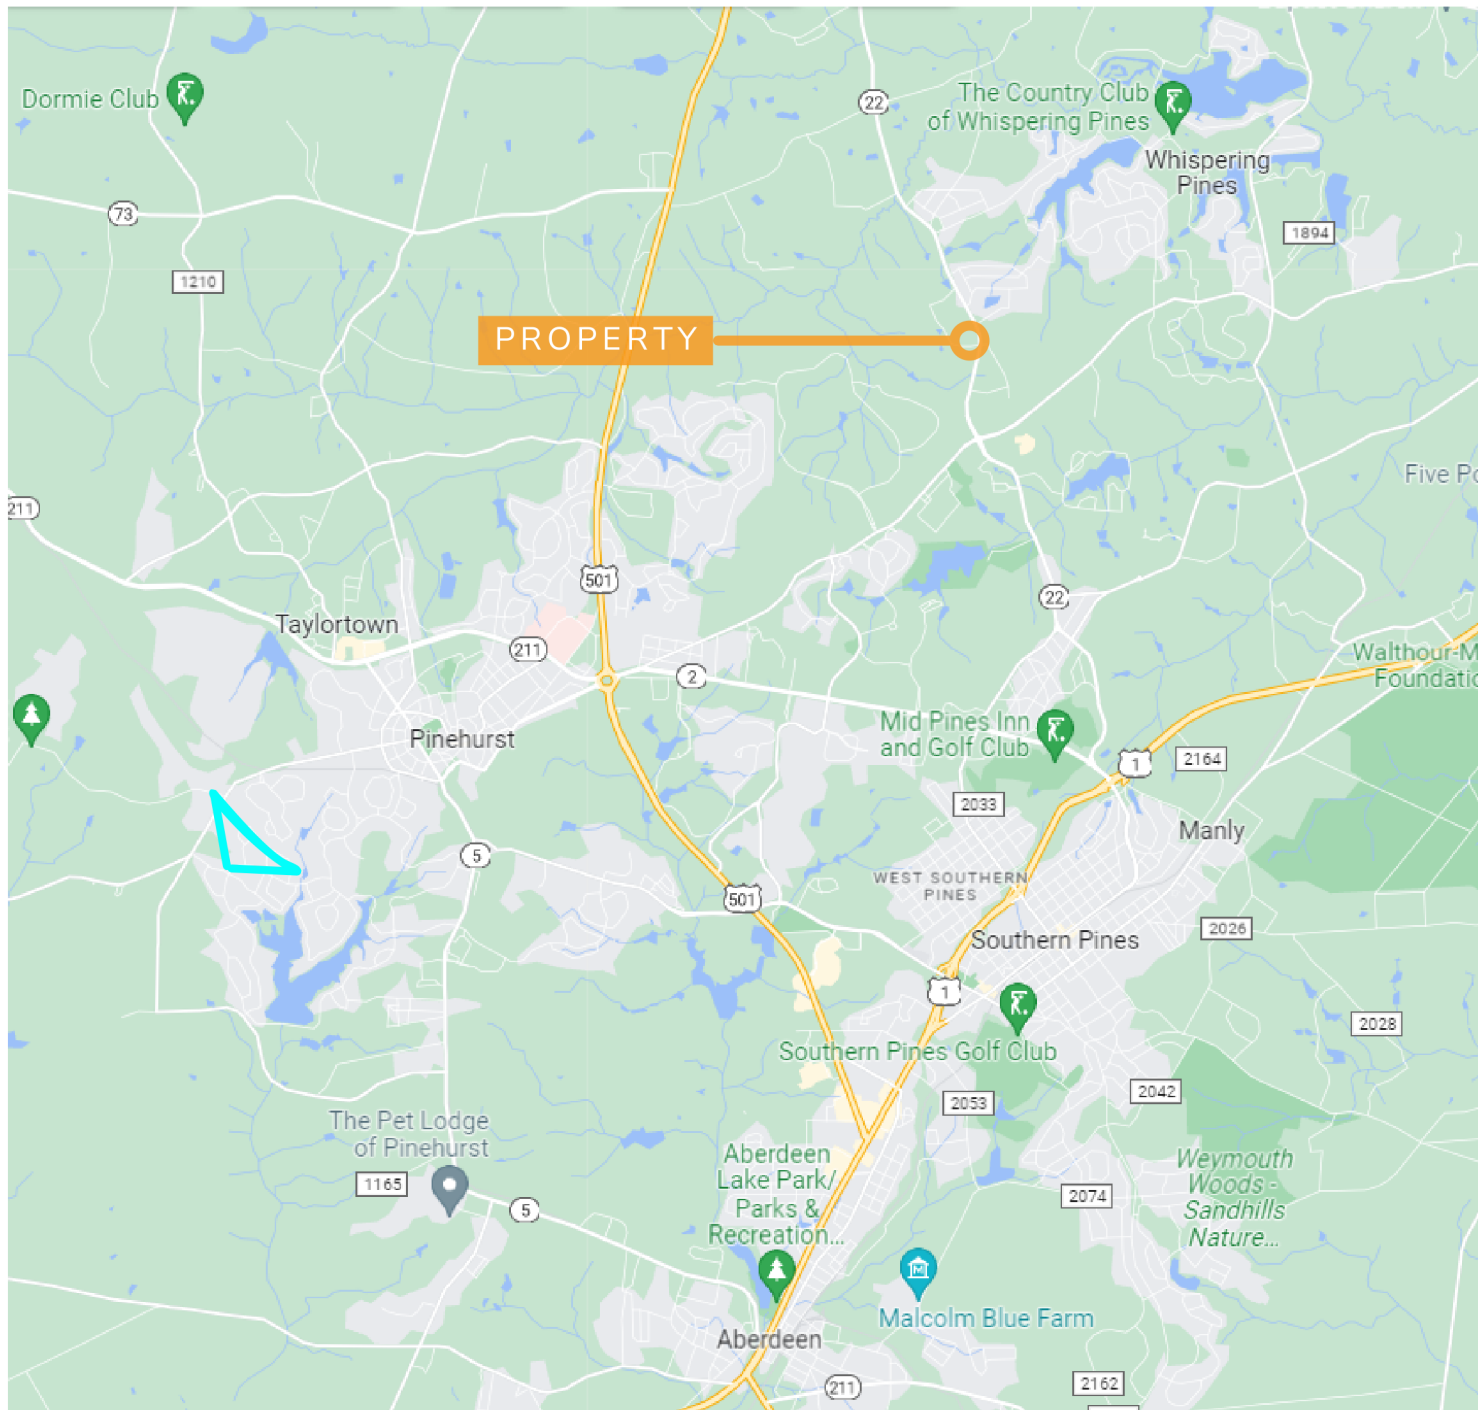 Dormie Club
22
The Country Club
of Whispering Pines
Whispering
Pines
73
1894
1210
PROPERTY
211
Five Po
501
22
Taylortown
211
2
Walthour-M
Foundatio
Pinehurst
Mid Pines Inn
and Golf Club
1
2164
2033
Manly
5
WEST SOUTHERN
PINES
501
2026
Southern Pines
1
2028
Southern Pines Golf Club
2042
2053
The Pet Lodge
of Pinehurst
1165
Aberdeen
Lake Park/
Parks &
Recreation...
Weymouth
Woods -
Sandhills
Nature...
2074
5
Malcolm Blue Farm
Aberdeen
211
2162